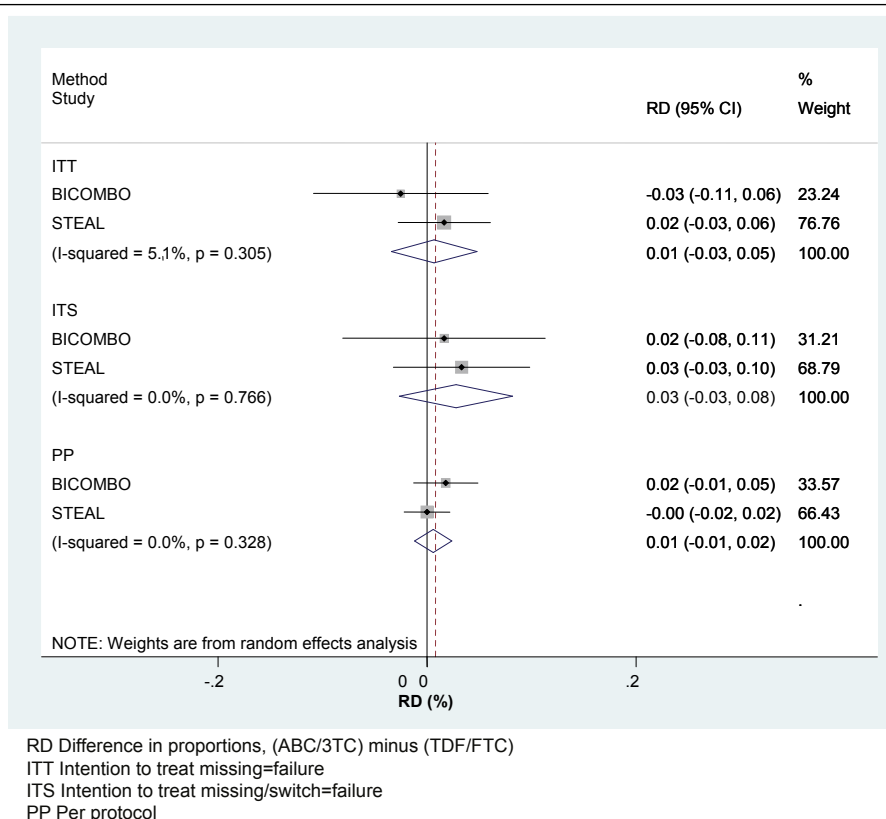 Method %
Study
RD (95% CI) Weight
ITT
BICOMBO -0.03 (-0.11, 0.06) 23.24
STEAL 0.02 (-0.03, 0.06) 76.76
(I-squared = 5.1%, p = 0.305) 0.01 (-0.03, 0.05) 100.00
ITS
BICOMBO 0.02 (-0.08, 0.11) 31.21
STEAL 0.03 (-0.03, 0.10) 68.79
(I-squared = 0.0%, p = 0.766) 0.03 (-0.03, 0.08) 100.00
PP
BICOMBO 0.02 (-0.01, 0.05) 33.57
STEAL -0.00 (-0.02, 0.02) 66.43
(I-squared = 0.0%, p = 0.328) 0.01 (-0.01, 0.02) 100.00
.
NOTE: Weights are from random effects analysis
-.2 0 0 .2
RD (%)
RD Difference in proportions, (ABC/3TC) minus (TDF/FTC)
ITT Intention to treat missing=failure
ITS Intention to treat missing/switch=failure
PP Per protocol